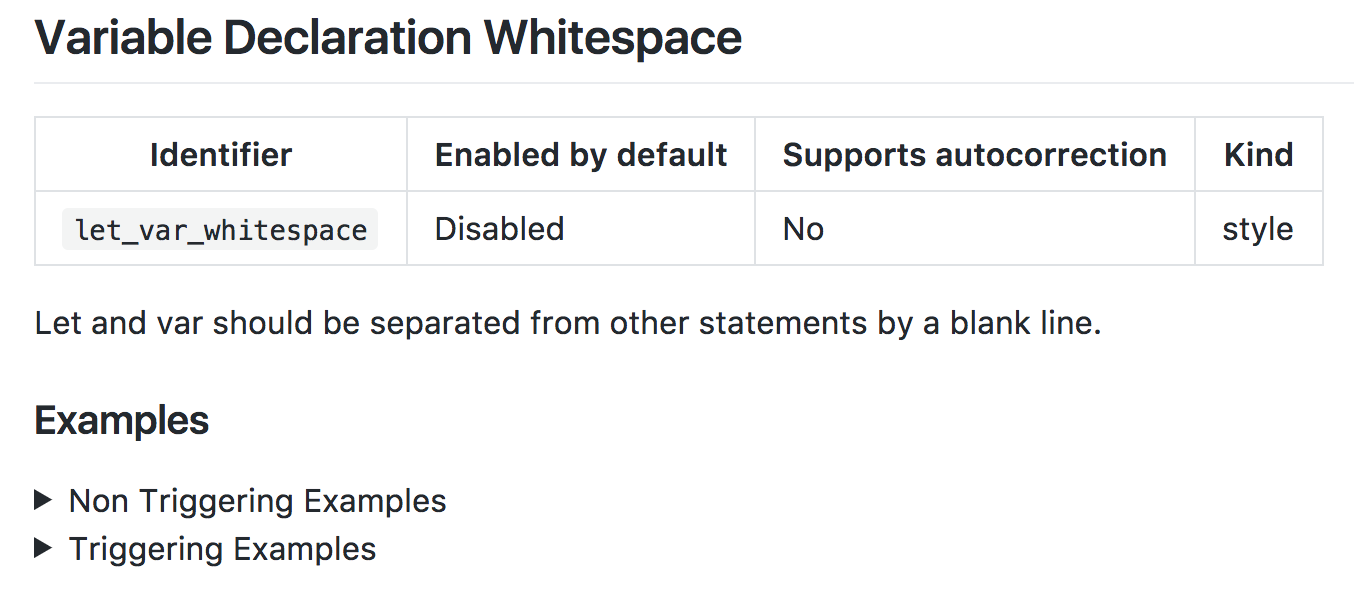 Variable Declaration Whitespace
Identifier Enabled by default Supports autocorrection Kind
let_var_whitespace Disabled No style
Let and var should be separated from other statements by a blank line.
Examples
Non Triggering Examples
Triggering Examples